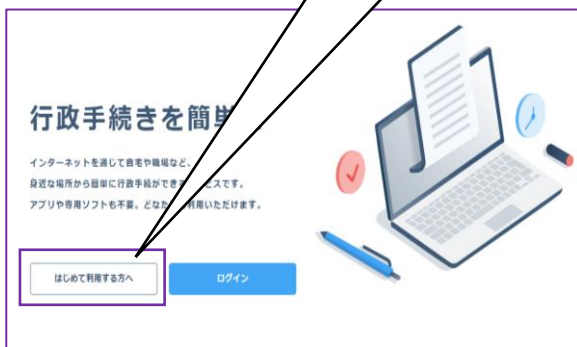 行政手続きを簡単
インターネットを通じて自宅や職場など、
身近な場所から簡単に行政手続ができ ービスです。
アプリや専用ソフトも不要。どなた 利用いただけます。
はじめて利用する方へ
ログイン